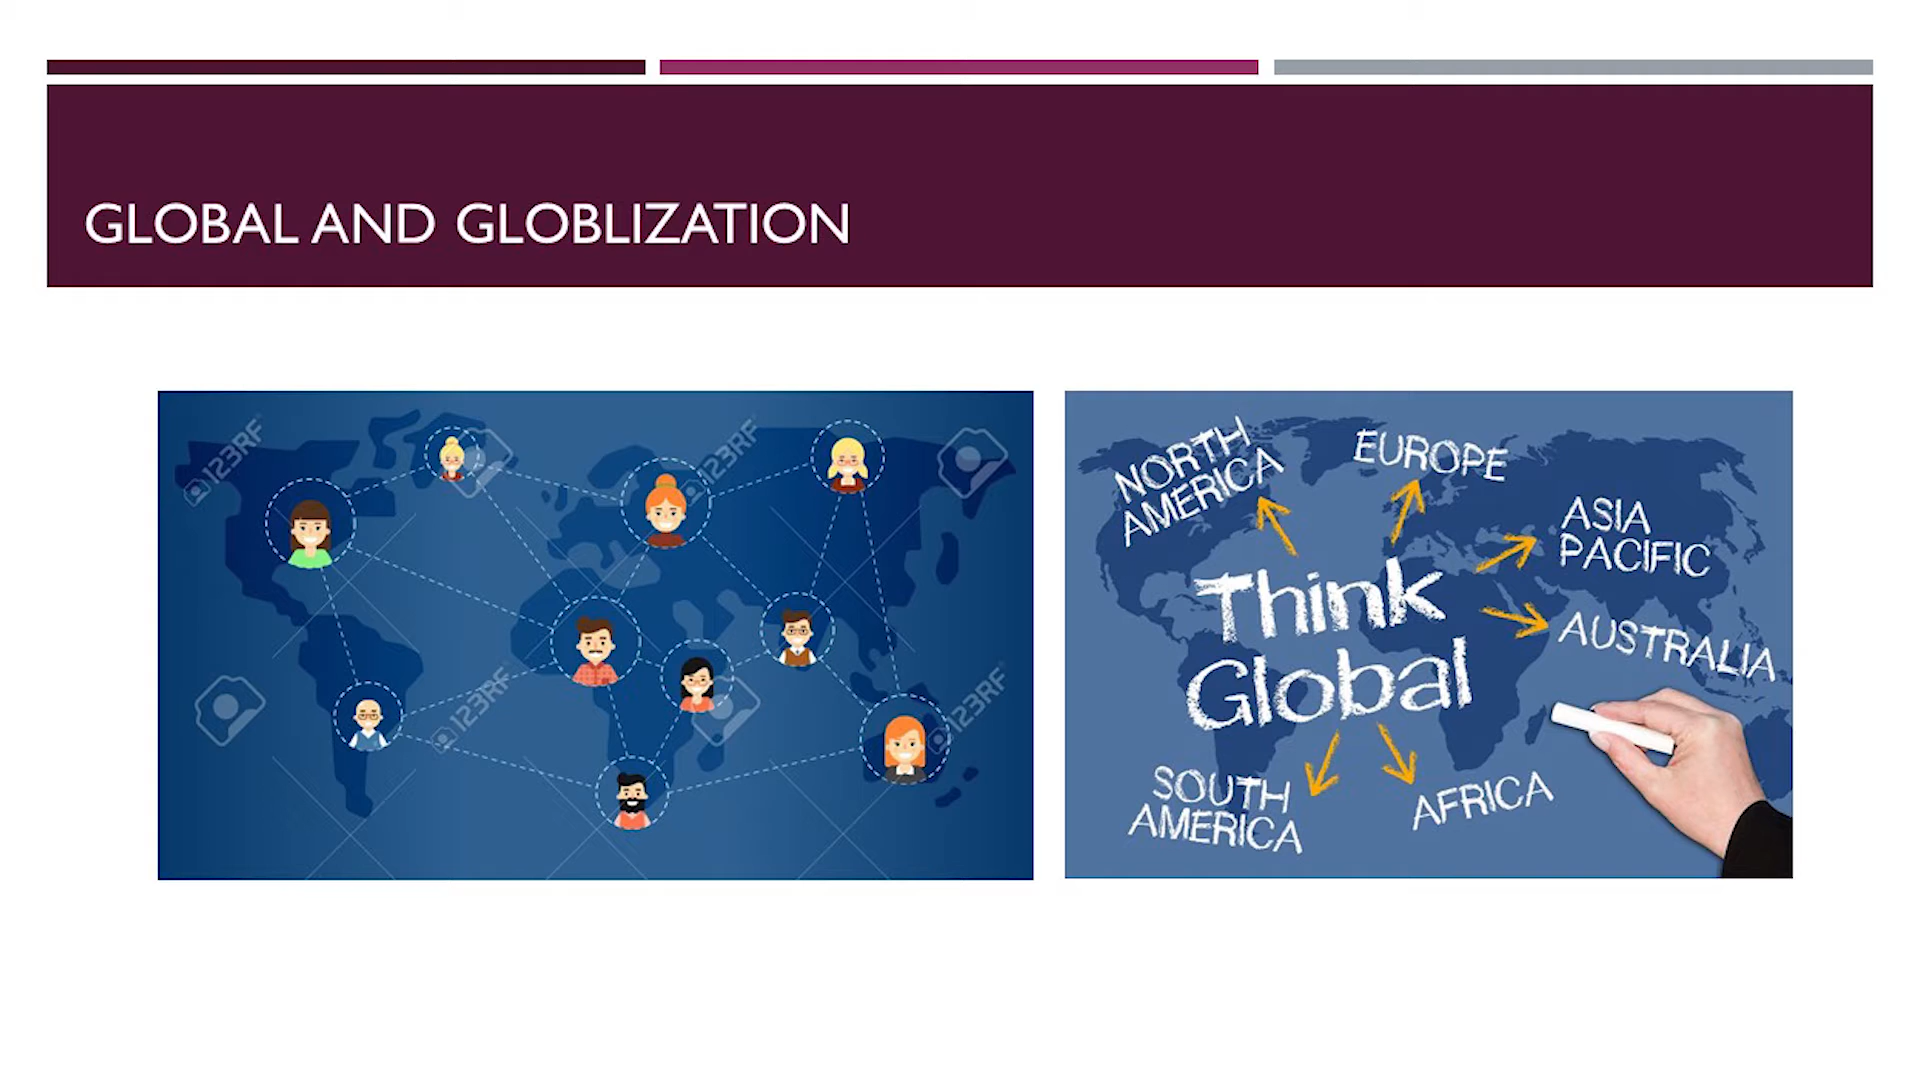 GLOBAL AND GLOBLIZATION
123RF
123RF
123RF
123RF
NORTH
AMERICA
EUROPE
ASIA
PACIFIC
AUSTRALIA
Think
Global
SOUTH
AMERICA
AFRICA